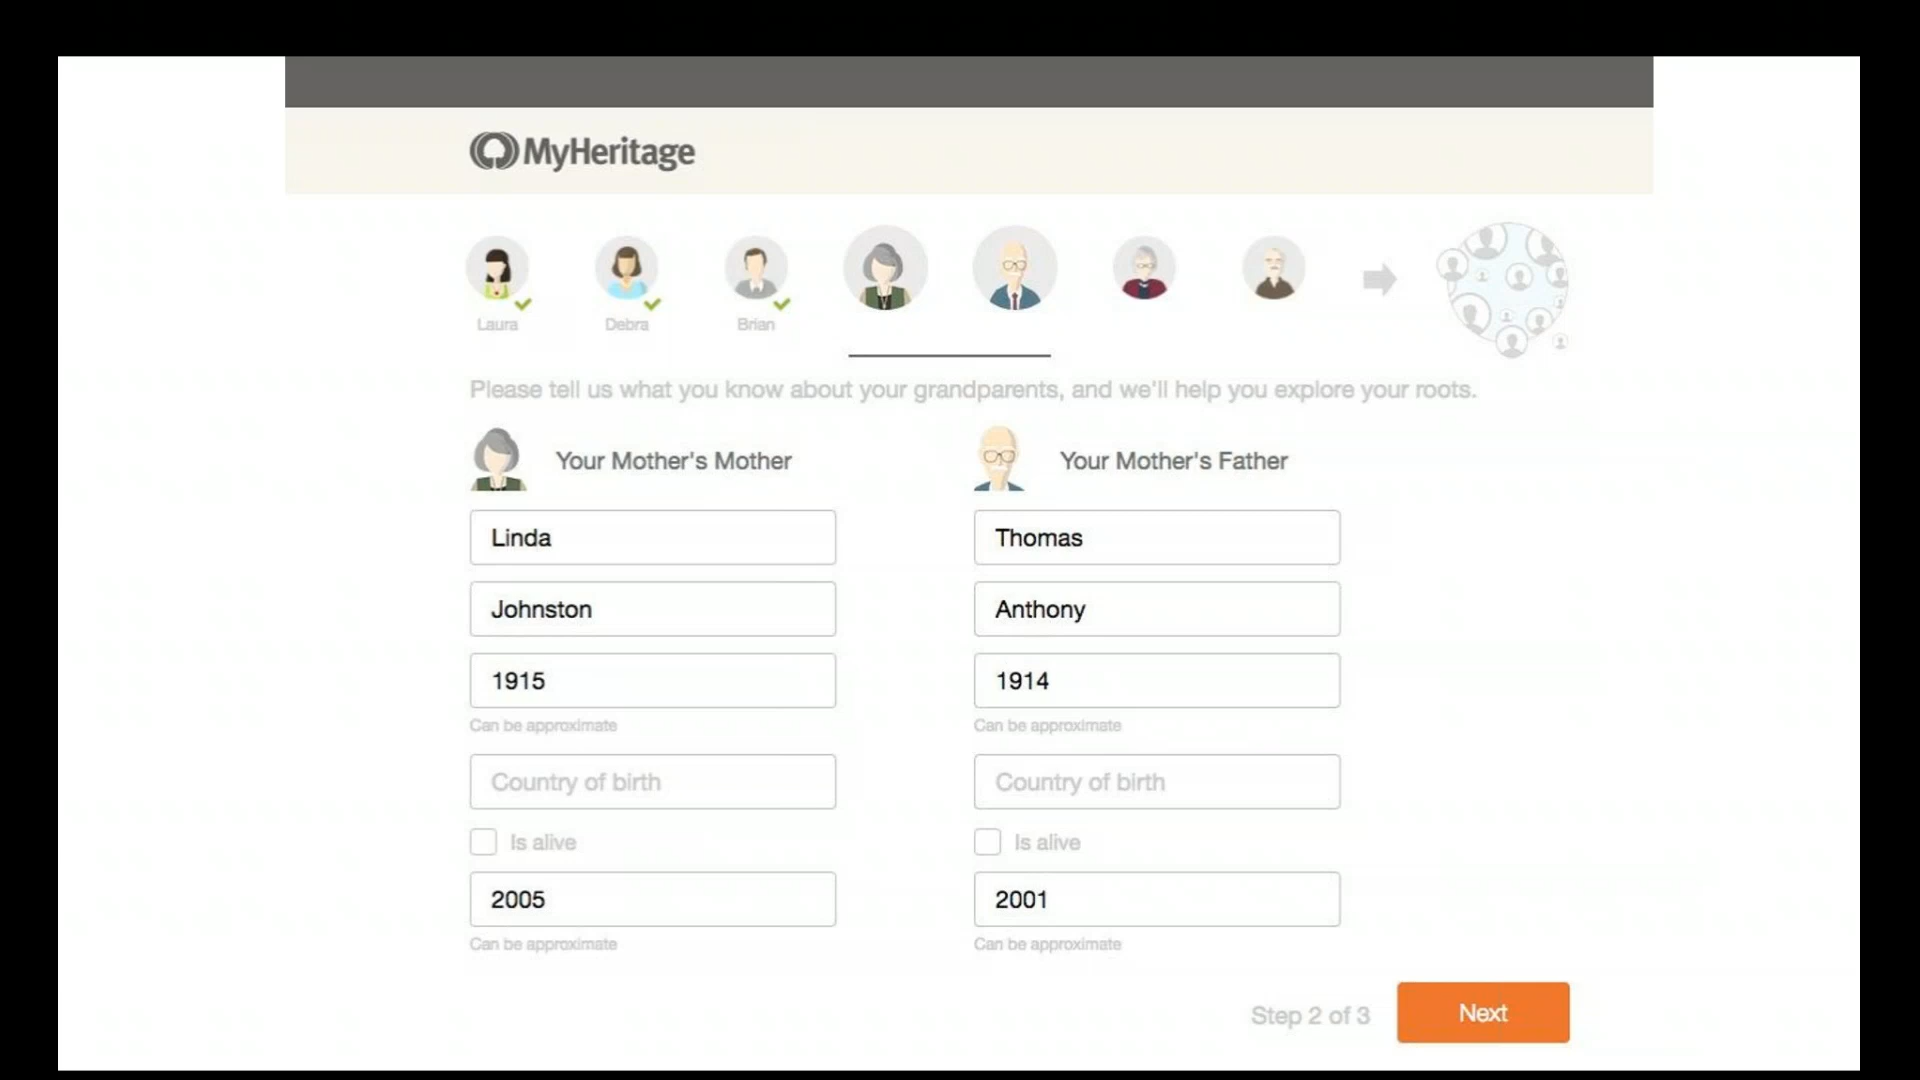 MyHeritage
Laura Debra Brian
Please tell us what you know about your grandparents, and we'll help you explore your roots.
Your Mother's Mother Your Mother's Father
Linda Thomas
Johnston Anthony
1915 1914
Can be approximate Can be approximate
Country of birth Country of birth
Is alive Is alive
2005 2001
Can be approximate Can be approximate
Step 2 of 3 Next